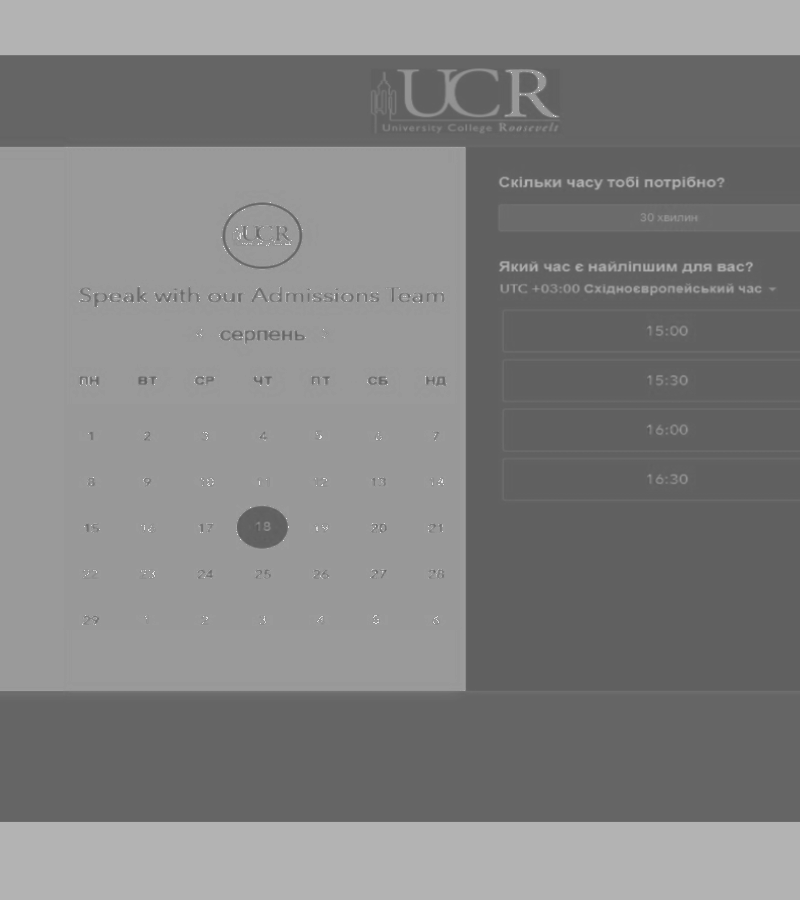 UCR
University College Roosevelt
UCR
Speak with our Admissions Team
серпень
ПН ВТ СР ЧТ ПТ СБ НД
1 2 3 4 5 6 7
8 9 10 11 12 13 14
15 16 17 18 19 20 21
22 23 24 25 26 27 28
29 1 2 3 4 5 6
Скільки часу тобі потрібно?
30 хвилин
Який час є найліпшим для вас?
UTC +03:00 Східноєвропейський час
15:00
15:30
16:00
16:30